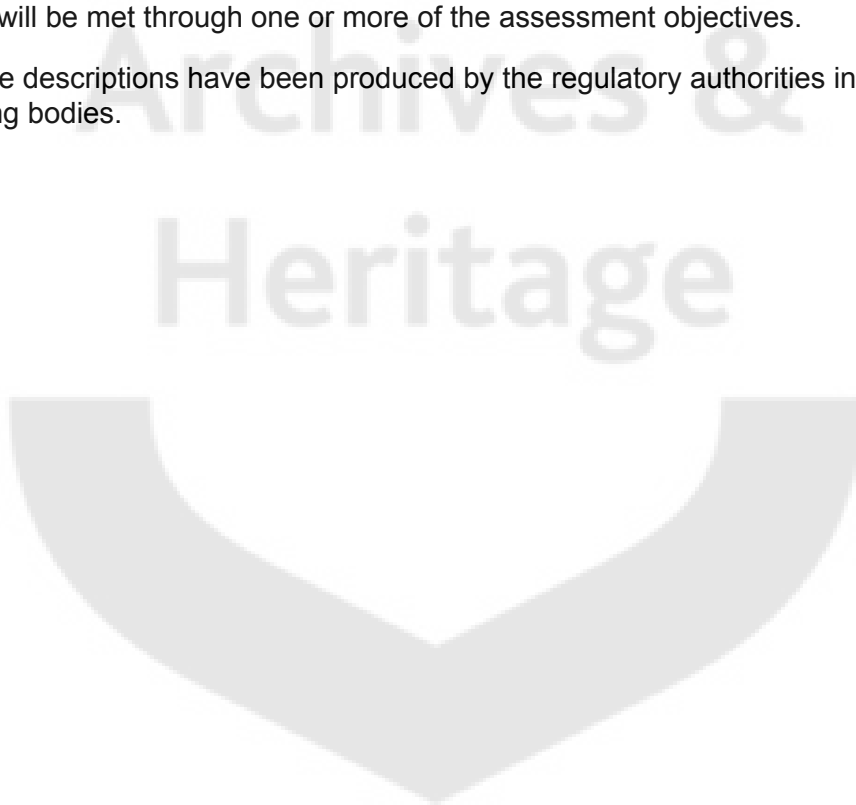 will be met through one or more of the assessment objectives.
e descriptions have been produced by the regulatory authorities in
ng bodies.
Archives &
Heritage